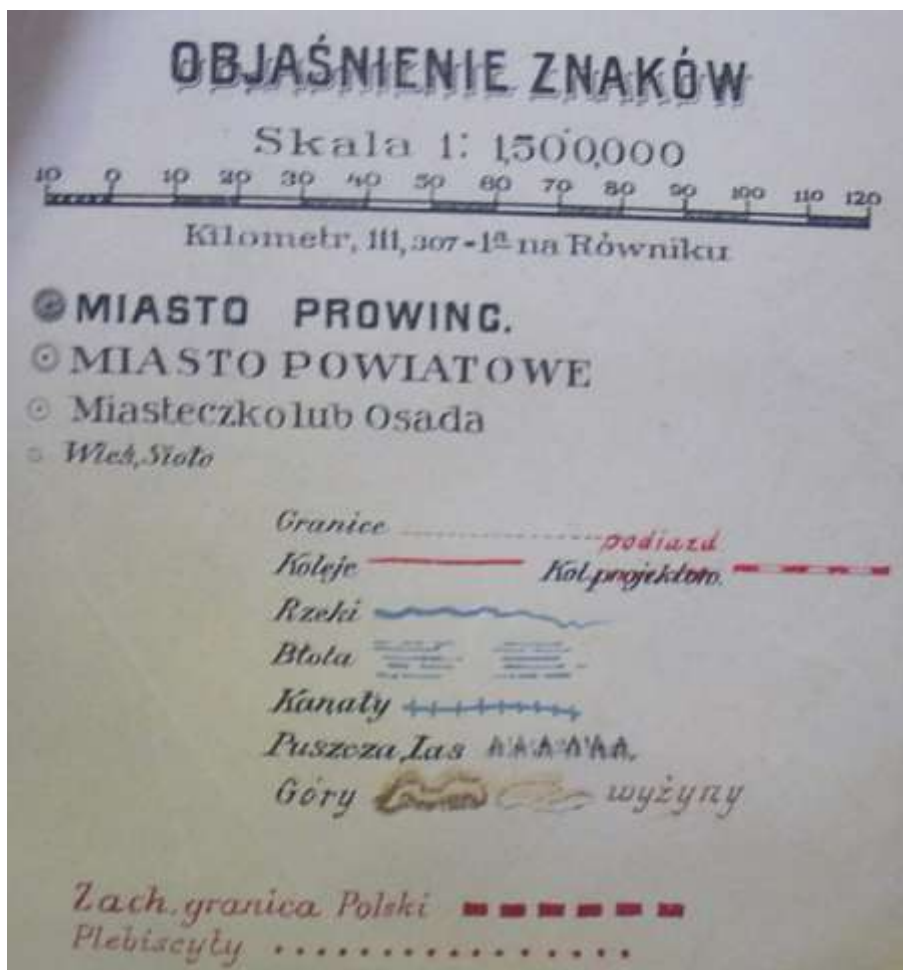 OBJAŚNIENIE ZNAKÓW
Skala 1: 1,500,000
10 0 10 20 30 40 50 60 70 80 90 100 110 120
Kilometr, 111,307-1º na Równiku
MIASTO PROWINC.
MIASTO POWIATOWE
Miasteczko lub Osada
Wieś, Sioło
Granice
podjazd
Koleje Kol. projektow.
Rzeki
Błota
Kanały
Puszcza, Las
Góry wyżyny
Zach. granica Polski
Plebiscyty